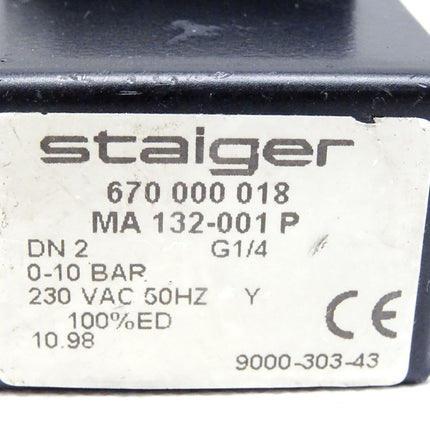 staiger
670 000 018
MA 132-001 P
DN 2 G1/4
0-10 BAR
230 VAC 50HZ Y
100%ED
10.98
CE
9000-303-43